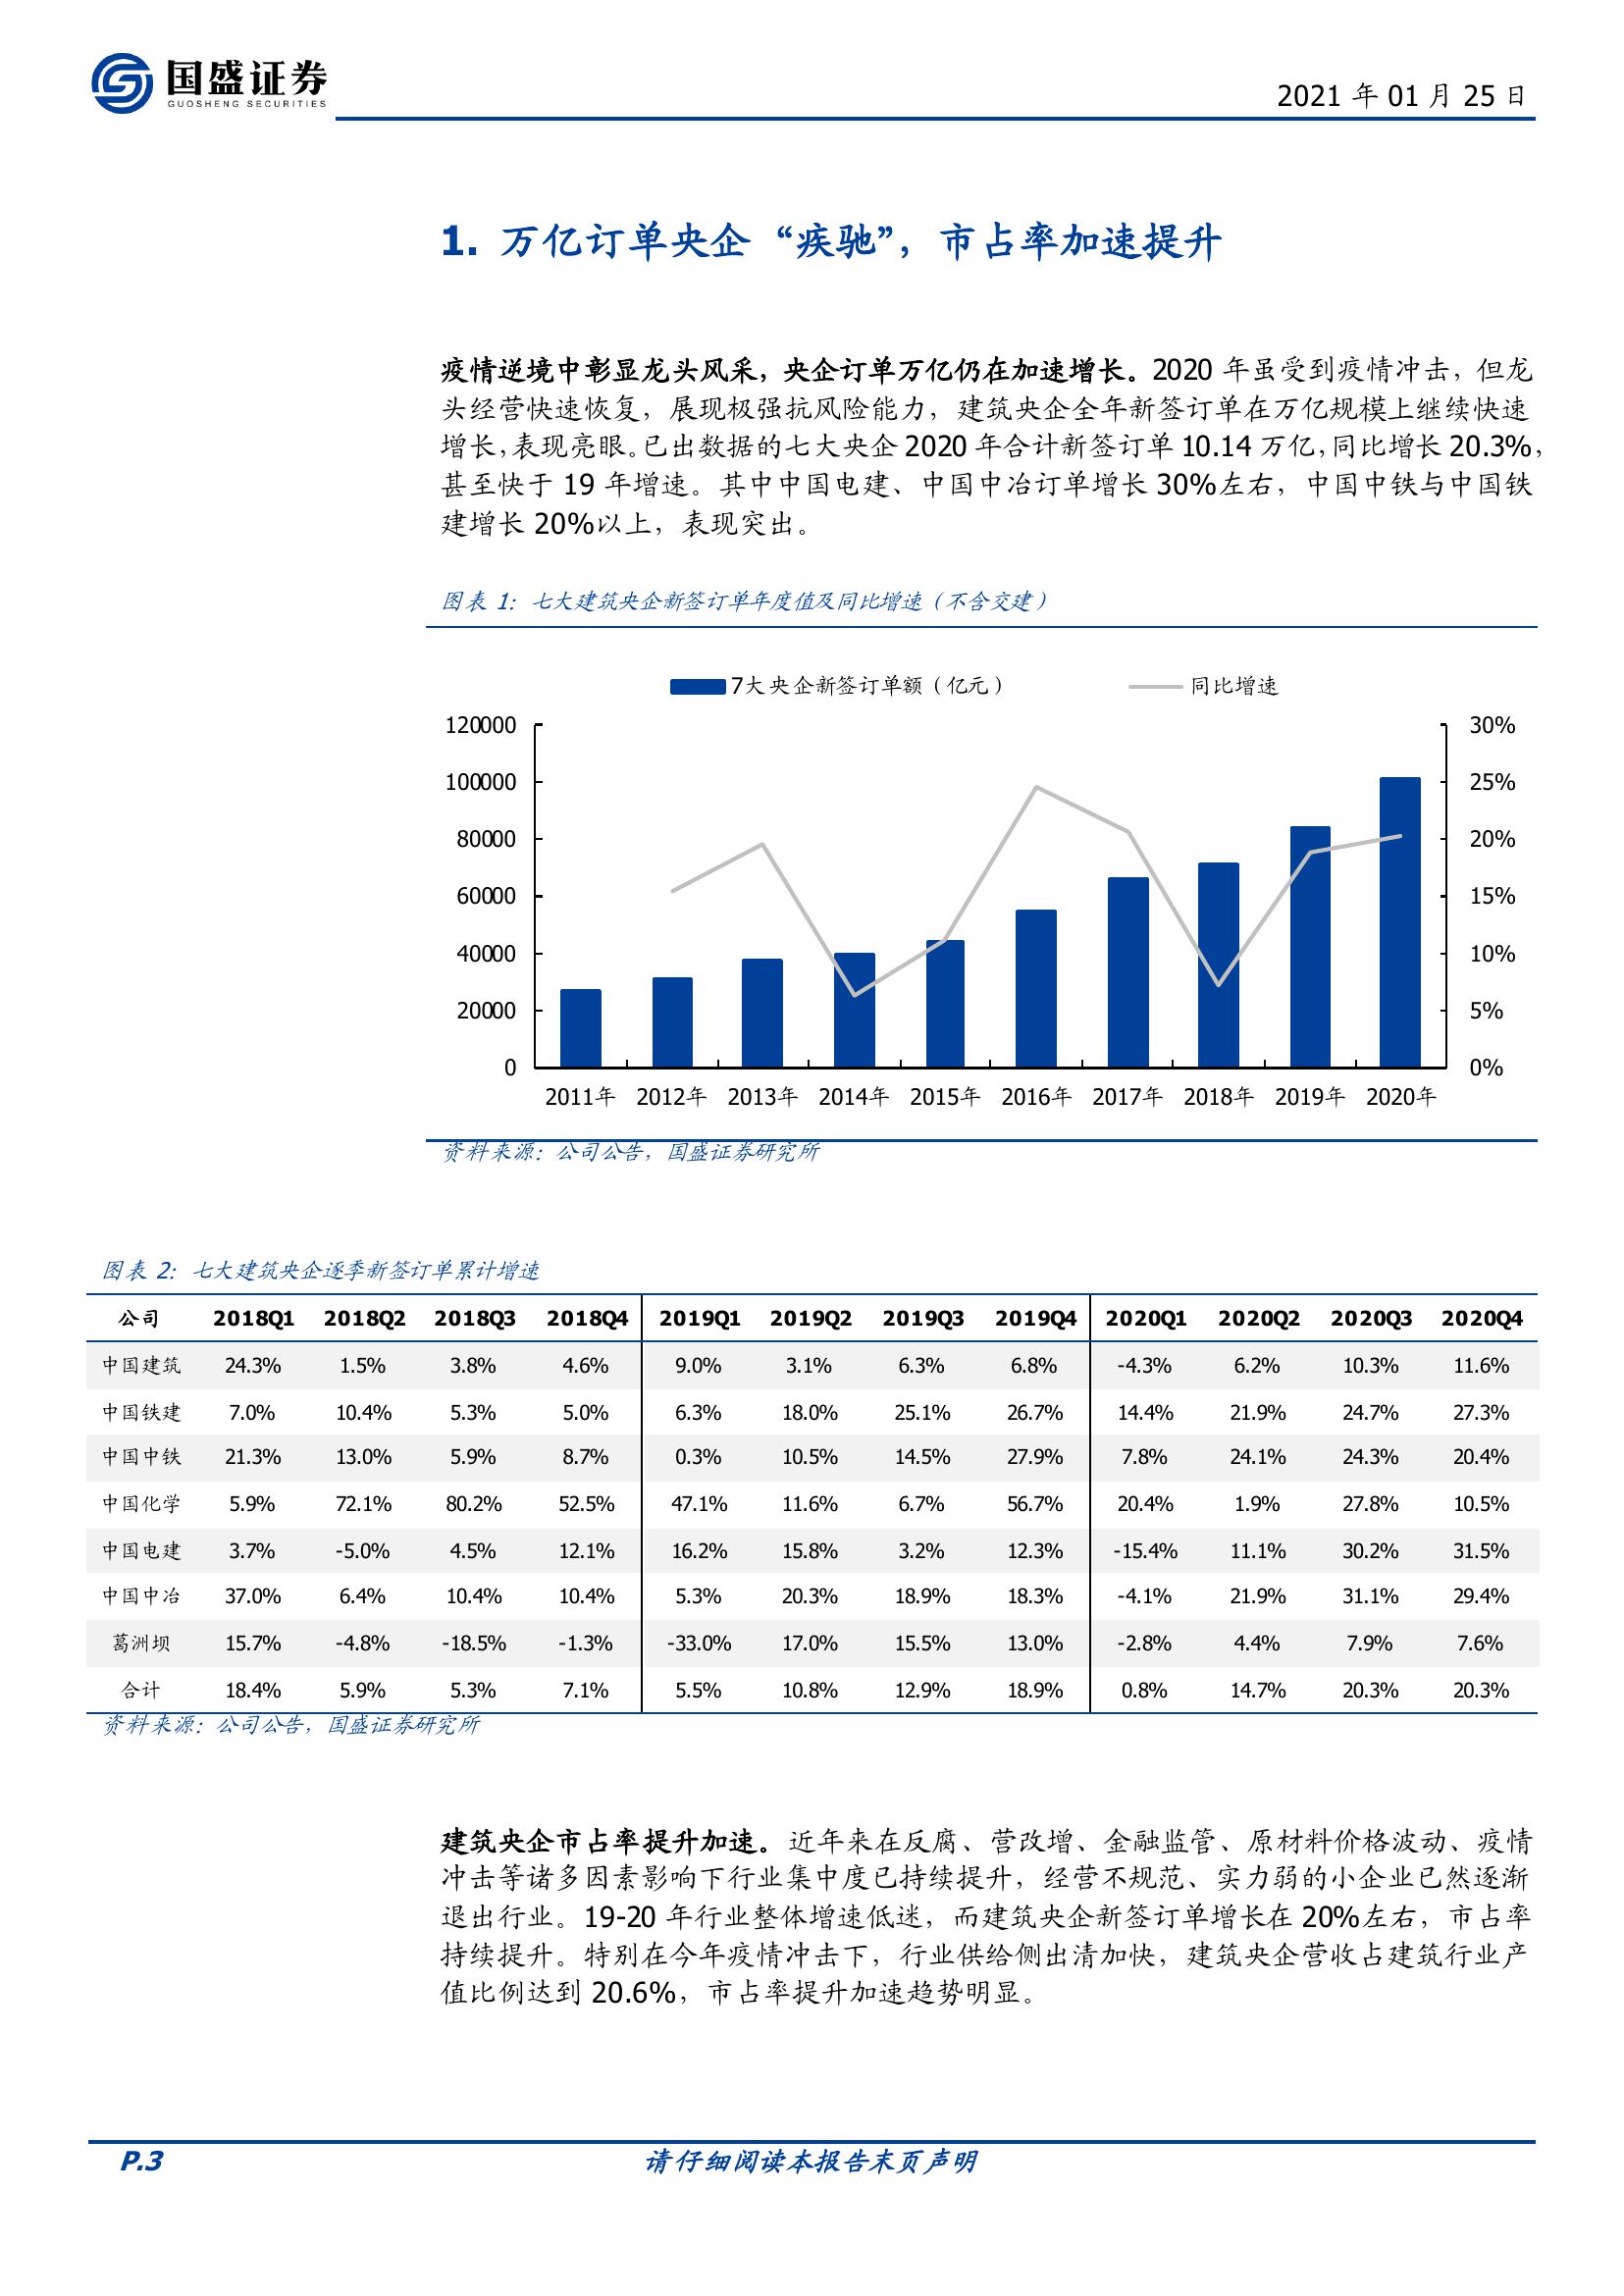 国盛证券
GUOSHENG SECURITIES
2021 年 01 月 25 日
1. 万亿订单央企“疾驰”，市占率加速提升
疫情逆境中彰显龙头风采，央企订单万亿仍在加速增长。2020 年虽受到疫情冲击，但龙
头经营快速恢复，展现极强抗风险能力，建筑央企全年新签订单在万亿规模上继续快速
增长，表现亮眼。已出数据的七大央企 2020 年合计新签订单 10.14 万亿，同比增长 20.3%，
甚至快于 19 年增速。其中中国电建、中国中冶订单增长 30%左右，中国中铁与中国铁
建增长 20%以上，表现突出。
图表 1：七大建筑央企新签订单年度值及同比增速（不含交建）
7大央企新签订单额（亿元） 同比增速
120000 30%
100000 25%
80000 20%
60000 15%
40000 10%
20000 5%
0 0%
2011年 2012年 2013年 2014年 2015年 2016年 2017年 2018年 2019年 2020年
资料来源：公司公告，国盛证券研究所
图表 2：七大建筑央企逐季新签订单累计增速
公司 2018Q1 2018Q2 2018Q3 2018Q4 2019Q1 2019Q2 2019Q3 2019Q4 2020Q1 2020Q2 2020Q3 2020Q4
中国建筑 24.3% 1.5% 3.8% 4.6% 9.0% 3.1% 6.3% 6.8% -4.3% 6.2% 10.3% 11.6%
中国铁建 7.0% 10.4% 5.3% 5.0% 6.3% 18.0% 25.1% 26.7% 14.4% 21.9% 24.7% 27.3%
中国中铁 21.3% 13.0% 5.9% 8.7% 0.3% 10.5% 14.5% 27.9% 7.8% 24.1% 24.3% 20.4%
中国化学 5.9% 72.1% 80.2% 52.5% 47.1% 11.6% 6.7% 56.7% 20.4% 1.9% 27.8% 10.5%
中国电建 3.7% -5.0% 4.5% 12.1% 16.2% 15.8% 3.2% 12.3% -15.4% 11.1% 30.2% 31.5%
中国中冶 37.0% 6.4% 10.4% 10.4% 5.3% 20.3% 18.9% 18.3% -4.1% 21.9% 31.1% 29.4%
葛洲坝 15.7% -4.8% -18.5% -1.3% -33.0% 17.0% 15.5% 13.0% -2.8% 4.4% 7.9% 7.6%
合计 18.4% 5.9% 5.3% 7.1% 5.5% 10.8% 12.9% 18.9% 0.8% 14.7% 20.3% 20.3%
资料来源：公司公告，国盛证券研究所
建筑央企市占率提升加速。近年来在反腐、营改增、金融监管、原材料价格波动、疫情
冲击等诸多因素影响下行业集中度已持续提升，经营不规范、实力弱的小企业已然逐渐
退出行业。19-20 年行业整体增速低迷，而建筑央企新签订单增长在 20%左右，市占率
持续提升。特别在今年疫情冲击下，行业供给侧出清加快，建筑央企营收占建筑行业产
值比例达到 20.6%，市占率提升加速趋势明显。
P.3 请仔细阅读本报告末页声明